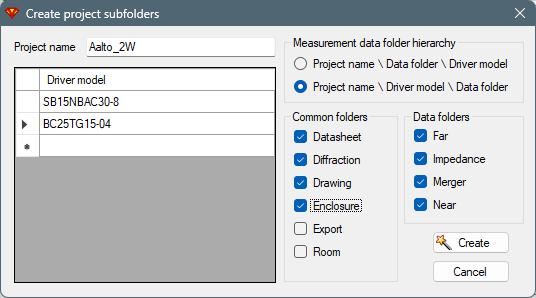 Create project subfolders
Project name Aalto_2W
Driver model
SB15NBAC30-8
BC25TG15-04
Measurement data folder hierarchy
Project name \ Data folder \ Driver model
Project name \ Driver model \ Data folder
Common folders
Datasheet
Diffraction
Drawing
Enclosure
Export
Room
Data folders
Far
Impedance
Merger
Near
Create
Cancel